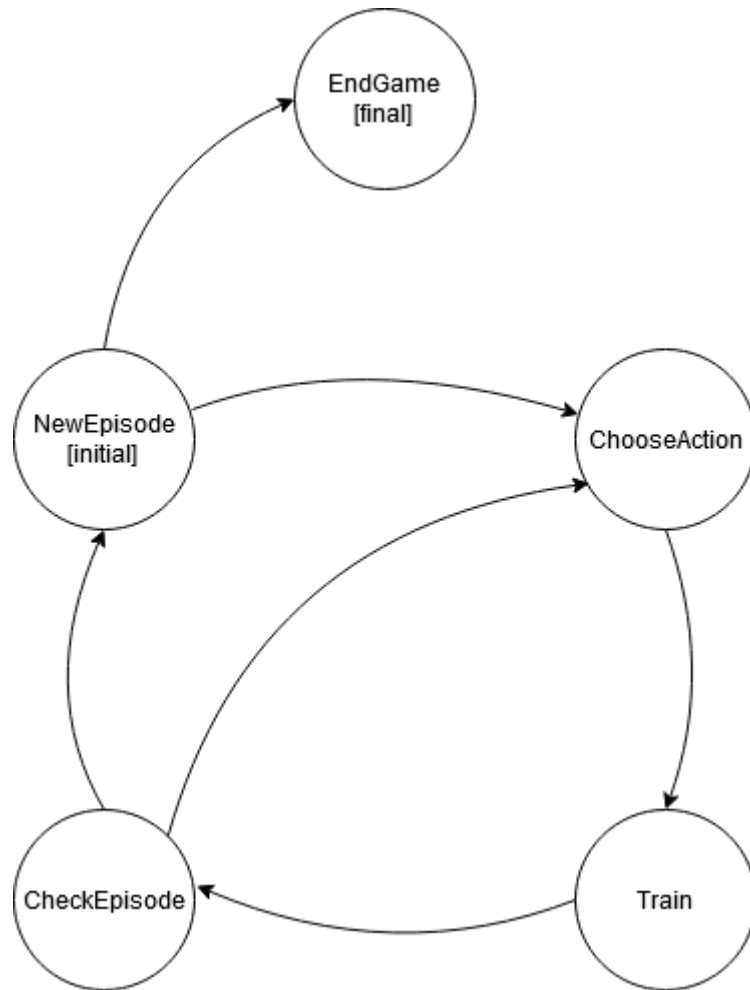 EndGame
[final]
NewEpisode
[initial]
ChooseAction
CheckEpisode
Train